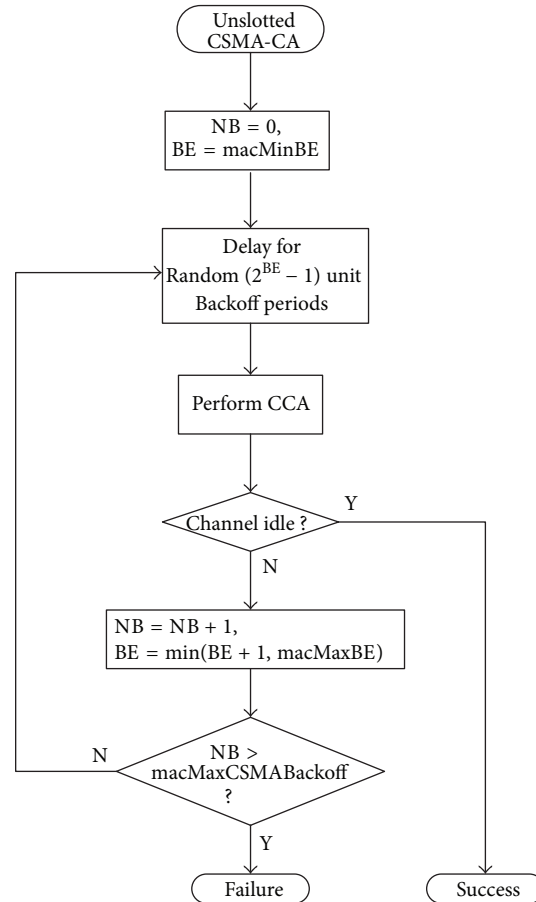 Unslotted
CSMA-CA
NB = 0,
BE = macMinBE
Delay for
Random (2^BE − 1) unit
Backoff periods
Perform CCA
Channel idle ?
Y
N
NB = NB + 1,
BE = min(BE + 1, macMaxBE)
N
NB >
macMaxCSMABackoff
?
Y
Failure
Success